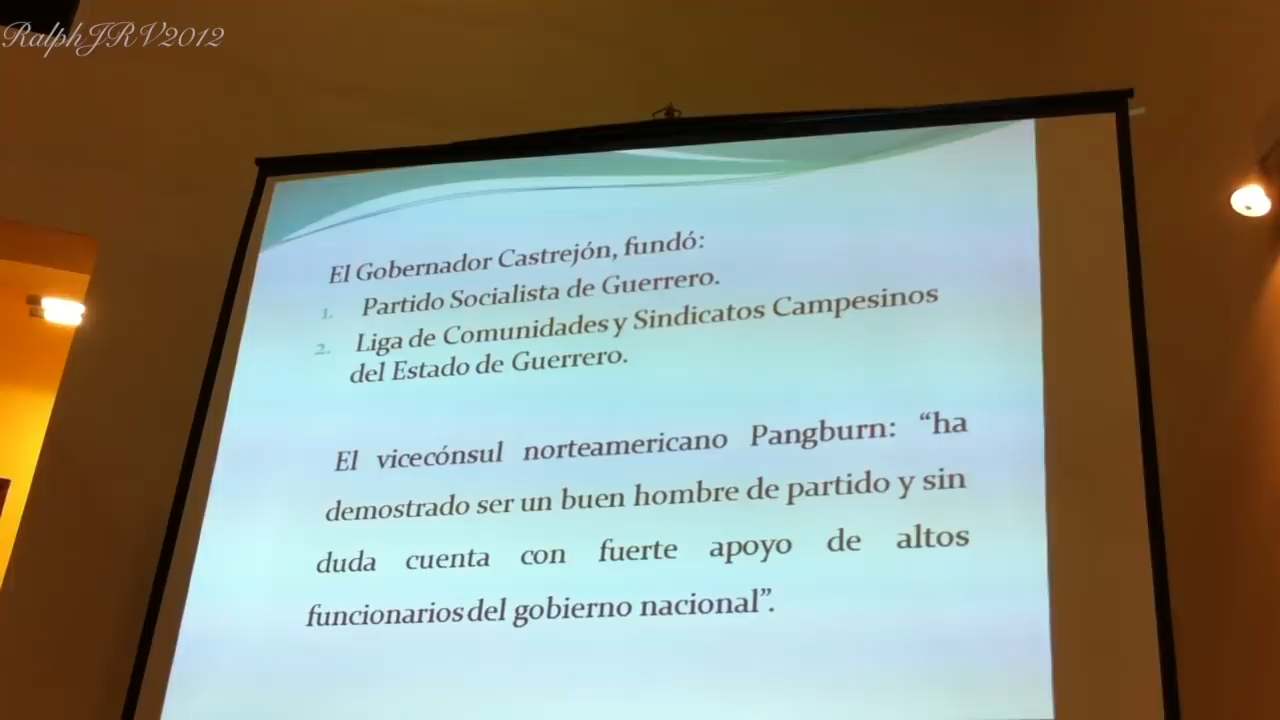 RalphJRV2012
El Gobernador Castrejón, fundó:
1. Partido Socialista de Guerrero.
2. Liga de Comunidades y Sindicatos Campesinos
del Estado de Guerrero.
El vicecónsul norteamericano Pangburn: “ha
demostrado ser un buen hombre de partido y sin
duda cuenta con fuerte apoyo de altos
funcionarios del gobierno nacional”.